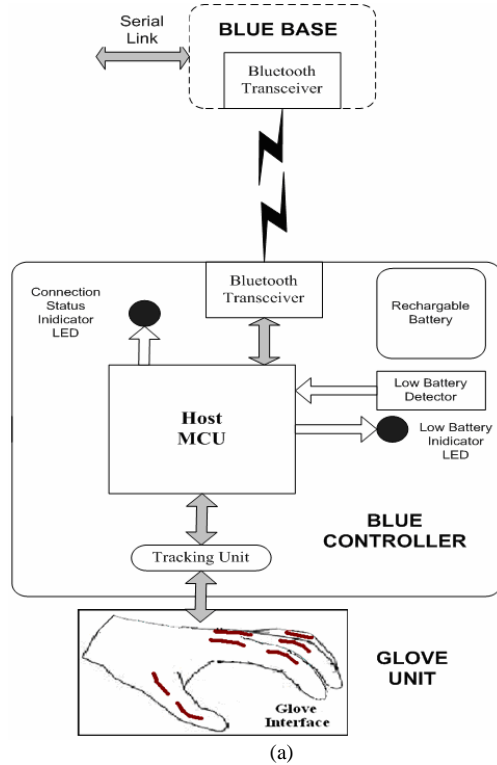 Serial
Link
BLUE BASE
Bluetooth
Transceiver
Bluetooth
Transceiver
Connection
Status
Inidicator
LED
Rechargable
Battery
Low Battery
Detector
Host
MCU
Low Battery
Inidicator
LED
BLUE
CONTROLLER
Tracking Unit
GLOVE
UNIT
Glove
Interface
(a)